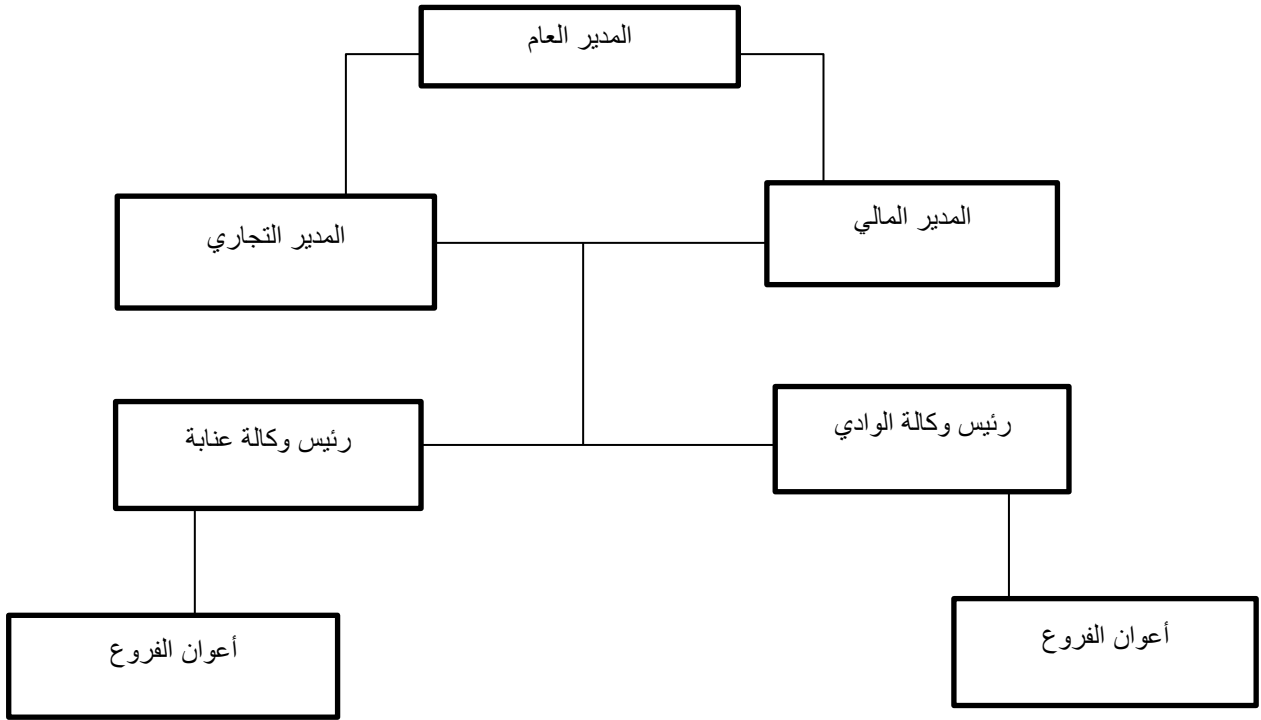 المدير العام
المدير المالي
المدير التجاري
رئيس وكالة الوادي
رئيس وكالة عنابة
أعوان الفروع
أعوان الفروع